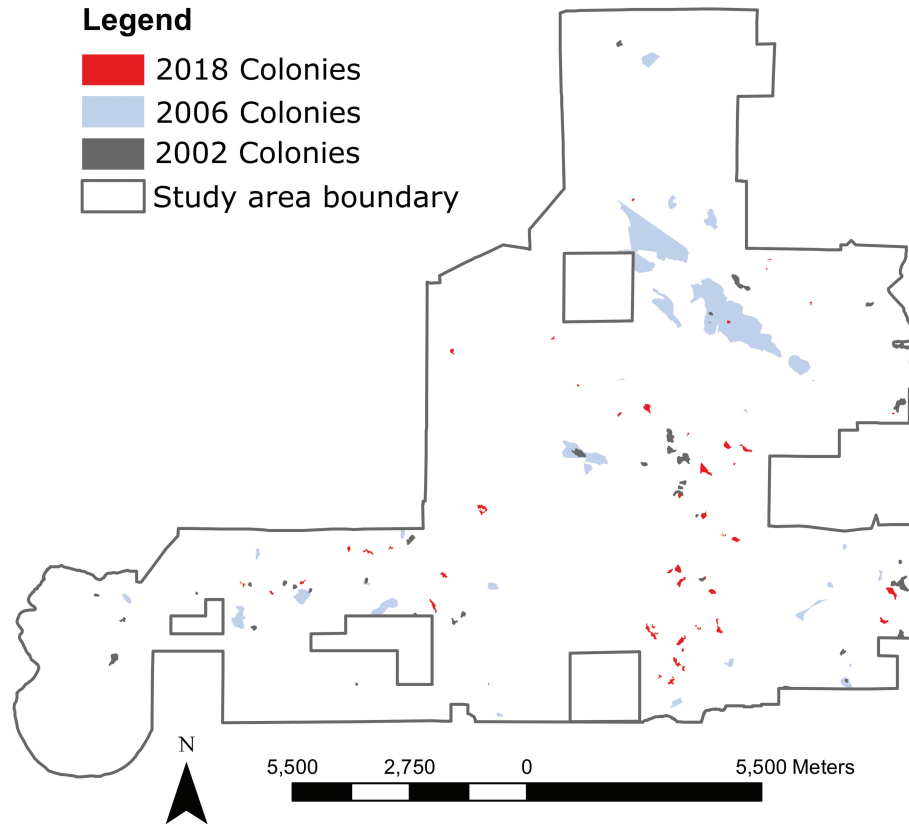 Legend
2018 Colonies
2006 Colonies
2002 Colonies
Study area boundary
N
5,500 2,750 0 5,500 Meters